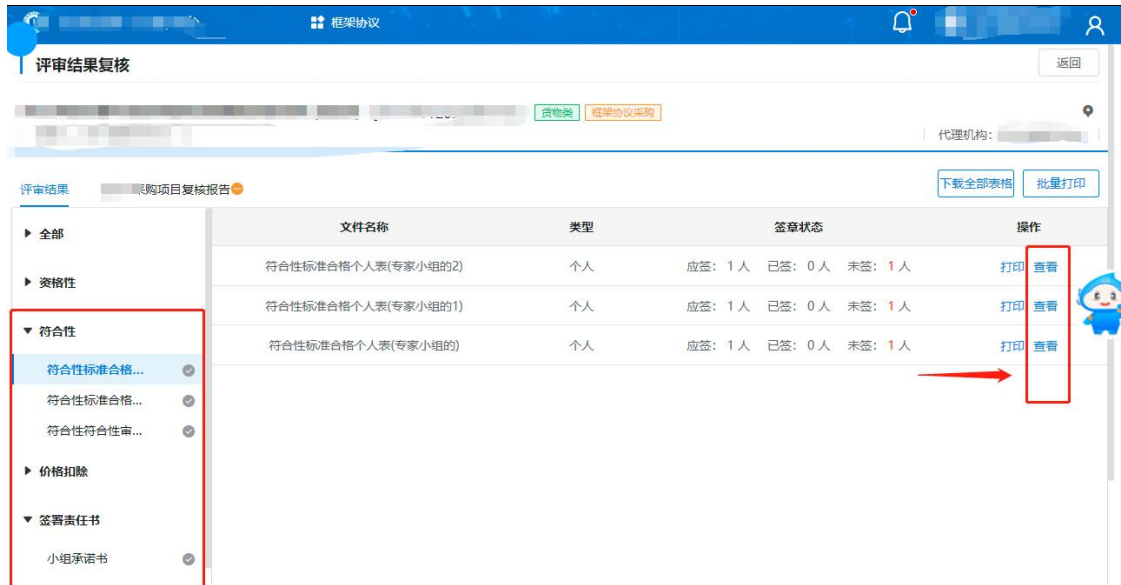 框架协议
评审结果复核
返回
货物类 框架协议采购
代理机构:
评审结果 采购项目复核报告
下载全部表格 批量打印
全部
资格性
符合性
符合性标准合格...
符合性标准合格...
符合性符合性审...
价格扣除
签署责任书
小组承诺书
文件名称 类型 签章状态 操作
符合性标准合格个人表(专家小组的2) 个人 应签: 1人 已签: 0人 未签: 1人 打印 查看
符合性标准合格个人表(专家小组的1) 个人 应签: 1人 已签: 0人 未签: 1人 打印 查看
符合性标准合格个人表(专家小组的) 个人 应签: 1人 已签: 0人 未签: 1人 打印 查看